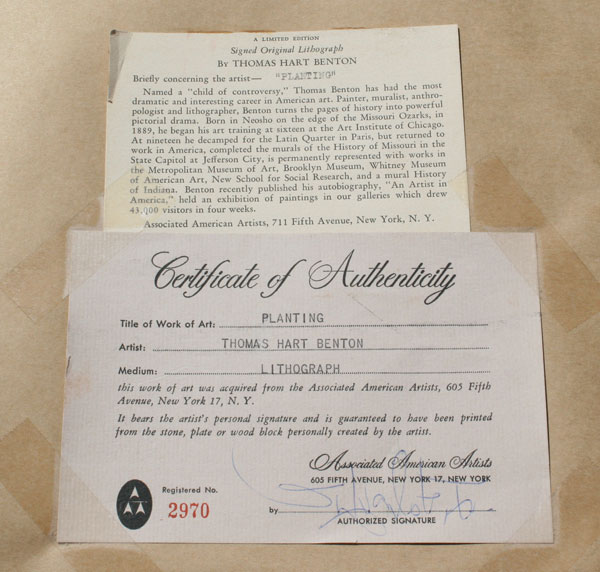 A LIMITED EDITION
Signed Original Lithograph
BY THOMAS HART BENTON
Briefly concerning the artist— "PLANTING"
Named a "child of controversy," Thomas Benton has had the most
dramatic and interesting career in American art. Painter, muralist, anthro-
pologist and lithographer, Benton turns the pages of history into powerful
pictorial drama. Born in Neosho on the edge of the Missouri Ozarks, in
1889, he began his art training at sixteen at the Art Institute of Chicago.
At nineteen he decamped for the Latin Quarter in Paris, but returned to
work in America, completed the murals of the History of Missouri in the
State Capitol at Jefferson City, is permanently represented with works in
the Metropolitan Museum of Art, Brooklyn Museum, Whitney Museum
of American Art, New School for Social Research, and a mural History
of Indiana. Benton recently published his autobiography, "An Artist in
America," held an exhibition of paintings in our galleries which drew
43,000 visitors in four weeks.
Associated American Artists, 711 Fifth Avenue, New York, N. Y.
Certificate of Authenticity
Title of Work of Art: PLANTING
Artist: THOMAS HART BENTON
Medium: LITHOGRAPH
this work of art was acquired from the Associated American Artists, 605 Fifth
Avenue, New York 17, N. Y.
It bears the artist's personal signature and is guaranteed to have been printed
from the stone, plate or wood block personally created by the artist.
Associated American Artists
605 FIFTH AVENUE, NEW YORK 17, NEW YORK
AAA
Registered No.
2970
by
AUTHORIZED SIGNATURE